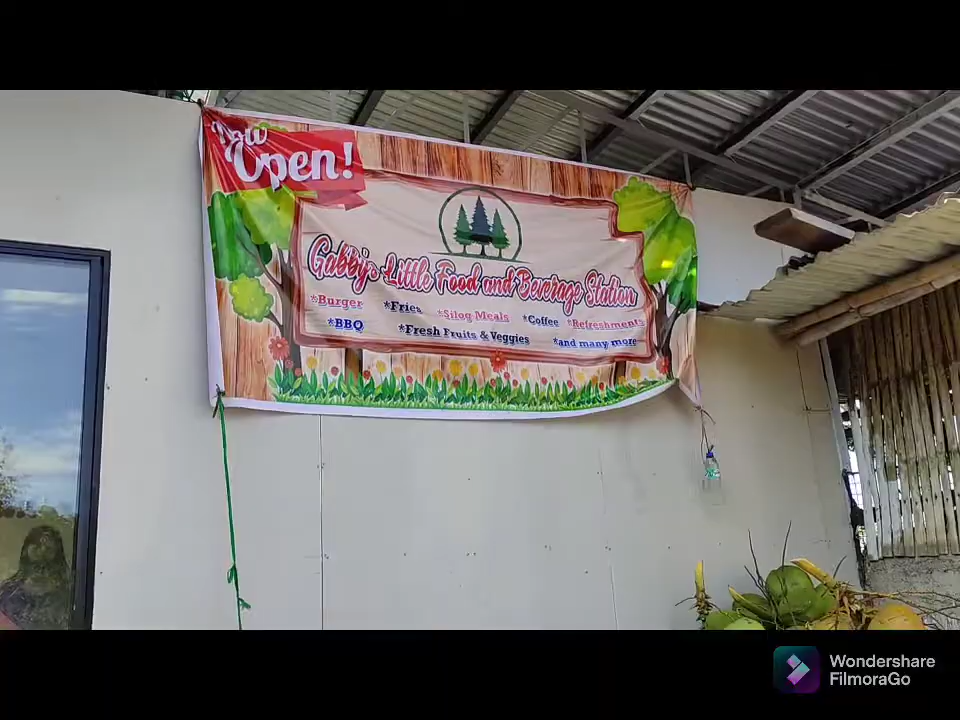 Now
Open!
Gabby's Little Food and Beverage Station
*Burger *Fries *Silog Meals *Coffee *Refreshments
*BBQ *Fresh Fruits & Veggies *and many more
Wondershare
FilmoraGo